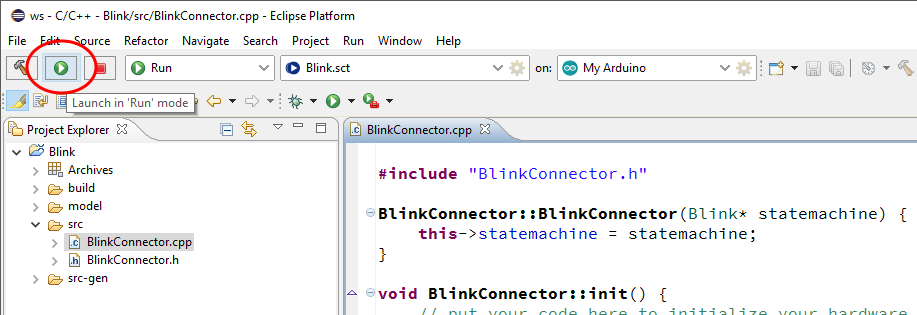 ws - C/C++ - Blink/src/BlinkConnector.cpp - Eclipse Platform
File Edit Source Refactor Navigate Search Project Run Window Help
Run Blink.sct on: My Arduino
Launch in 'Run' mode
Project Explorer BlinkConnector.cpp
Blink
Archives
build
model
src
BlinkConnector.cpp
BlinkConnector.h
src-gen
#include "BlinkConnector.h"
BlinkConnector::BlinkConnector(Blink* statemachine) {
this->statemachine = statemachine;
}
void BlinkConnector::init() {
// put your code here to initialize your hardware